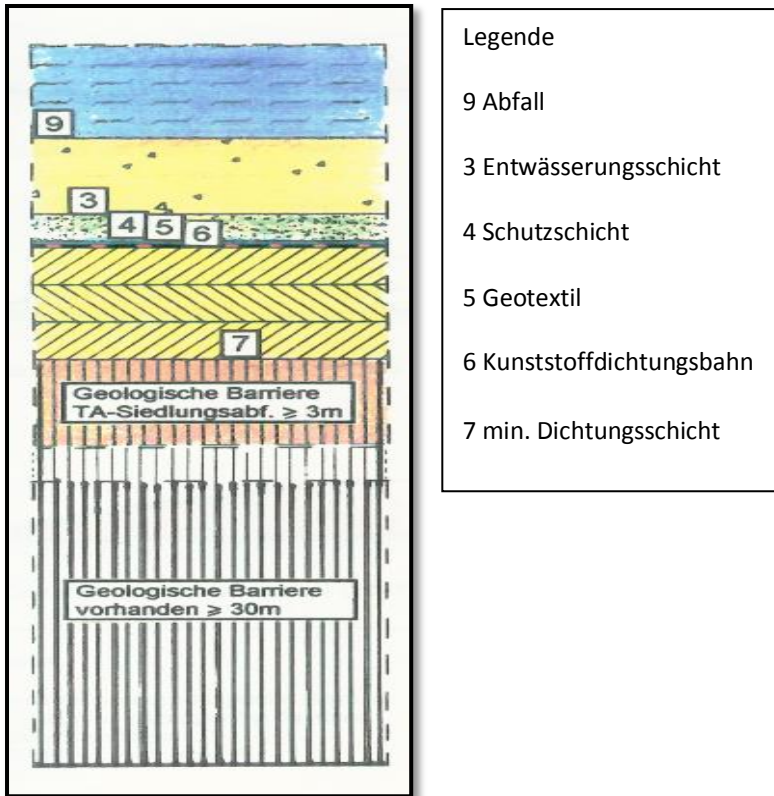 9
3
4 5 6
7
Geologische Barriere
TA-Siedlungsabf. ⩾ 3m
Geologische Barriere
vorhanden ⩾ 30m
Legende
9 Abfall
3 Entwässerungsschicht
4 Schutzschicht
5 Geotextil
6 Kunststoffdichtungsbahn
7 min. Dichtungsschicht